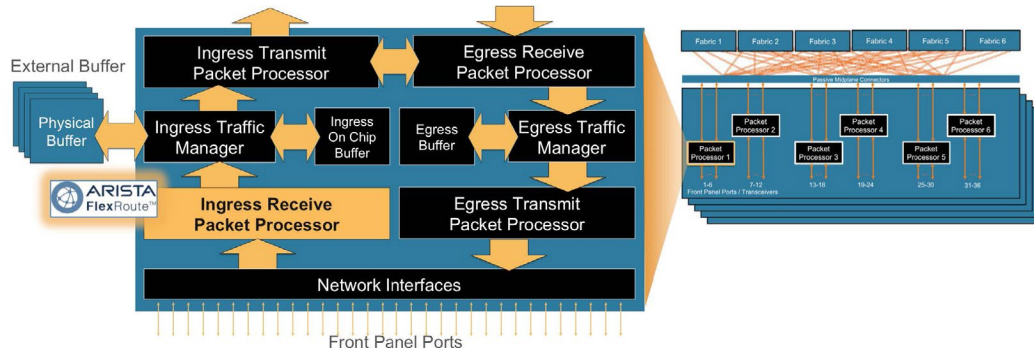 External Buffer
Physical
Buffer
ARISTA
FlexRoute™
Ingress Transmit
Packet Processor
Egress Receive
Packet Processor
Ingress Traffic
Manager
Ingress
On Chip
Buffer
Egress
Buffer
Egress Traffic
Manager
Ingress Receive
Packet Processor
Egress Transmit
Packet Processor
Network Interfaces
Front Panel Ports
Fabric 1
Fabric 2
Fabric 3
Fabric 4
Fabric 5
Fabric 6
Passive Midplane Connectors
Packet
Processor 1
Packet
Processor 2
Packet
Processor 3
Packet
Processor 4
Packet
Processor 5
Packet
Processor 6
1-6
7-12
13-18
19-24
25-30
31-36
Front Panel Ports / Transceivers